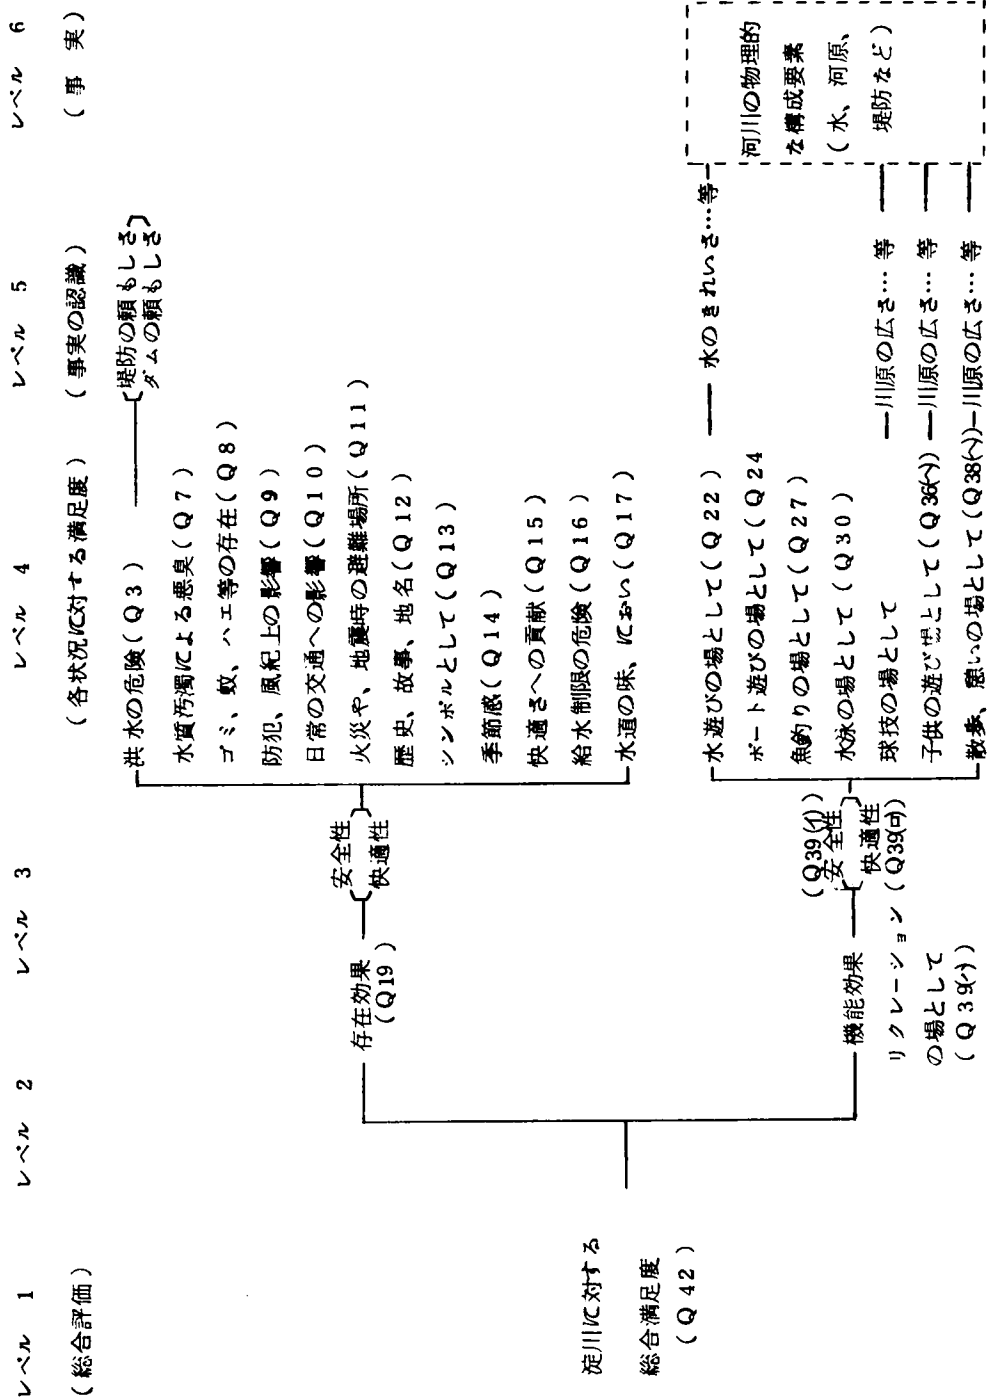 レベル 1
(総合評価)
レベル 2
レベル 3
レベル 4
(各状況に対する満足度)
レベル 5
(事実の認識)
レベル 6
(事 実)
淀川に対する
総合満足度
(Q42)
存在効果
(Q19)
安全性
快適性
洪水の危険(Q3)
堤防の頼もしさ
ダムの頼もしさ
水質汚濁による悪臭(Q7)
ゴミ、蚊、ハエ等の存在(Q8)
防犯、風紀上の影響(Q9)
日常の交通への影響(Q10)
火災や、地震時の避難場所(Q11)
歴史、故事、地名(Q12)
シンボルとして(Q13)
季節感(Q14)
快適さへの貢献(Q15)
給水制限の危険(Q16)
水道の味、におい(Q17)
機能効果
リクレーション
の場として
(Q39(ハ))
(Q39(イ))
安全性
快適性
(Q39(ロ))
水遊びの場として(Q22)
水のきれいさ…等
ボート遊びの場として(Q24
魚釣りの場として(Q27)
水泳の場として(Q30)
球技の場として
川原の広さ…等
子供の遊び場として(Q36(ヘ))
川原の広さ…等
散歩、憩いの場として(Q38(ヘ))
川原の広さ…等
河川の物理的
な構成要素
(水、河原、
堤防など)